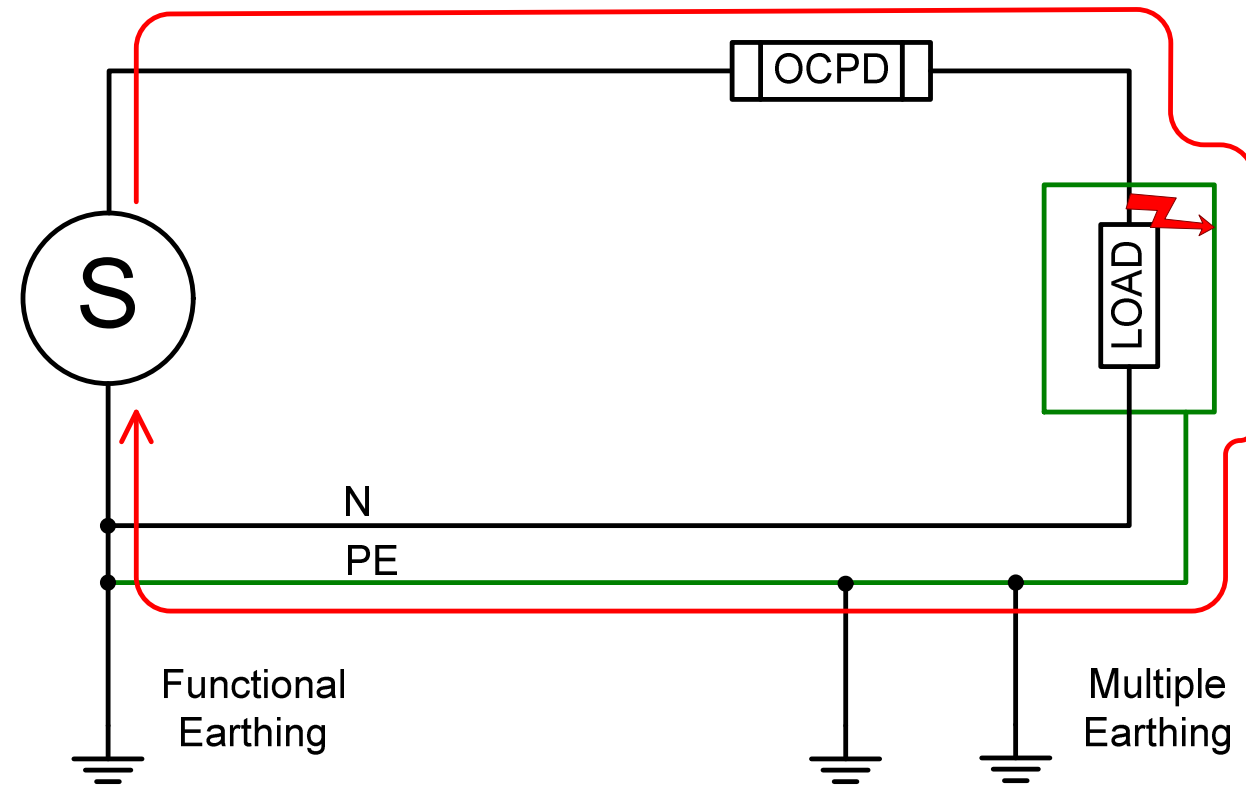 OCPD
S
LOAD
N
PE
Functional
Earthing
Multiple
Earthing